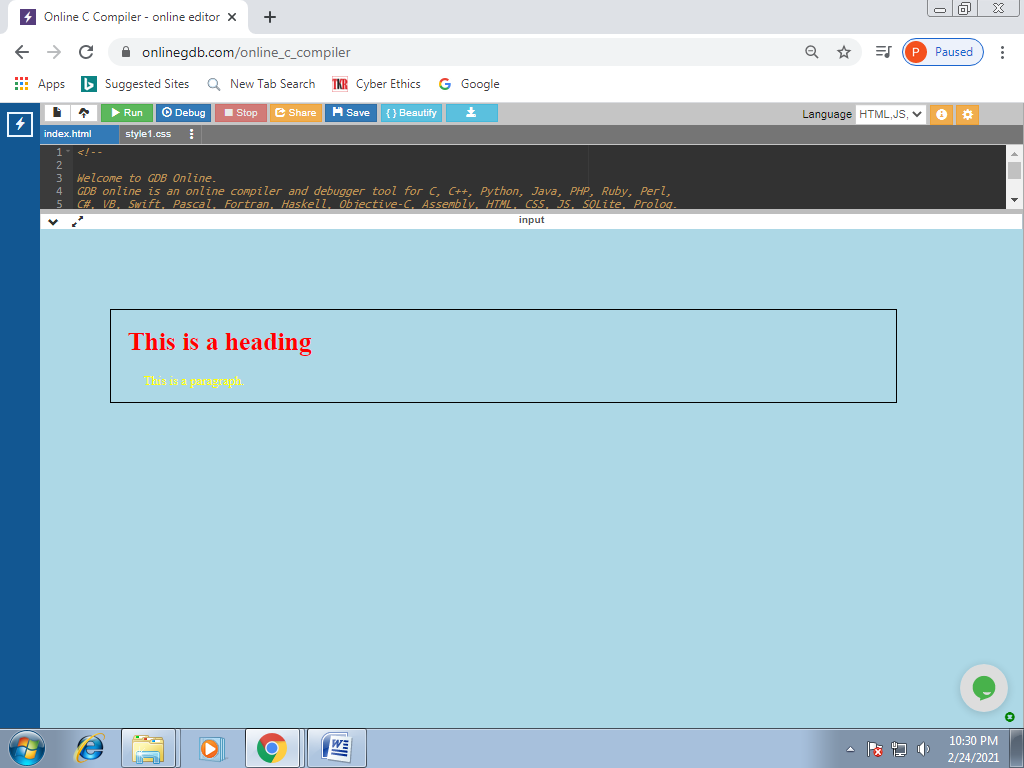 Online C Compiler - online editor
onlinegdb.com/online_c_compiler
P Paused
Apps
Suggested Sites
New Tab Search
TKR Cyber Ethics
G Google
Run
Debug
Stop
Share
Save
{ } Beautify
Language HTML,JS,
index.html
style1.css
1 <!--
2
3 Welcome to GDB Online.
4 GDB online is an online compiler and debugger tool for C, C++, Python, Java, PHP, Ruby, Perl,
5 C#, VB, Swift, Pascal, Fortran, Haskell, Objective-C, Assembly, HTML, CSS, JS, SQLite, Prolog.
input
This is a heading
This is a paragraph.
10:30 PM
2/24/2021